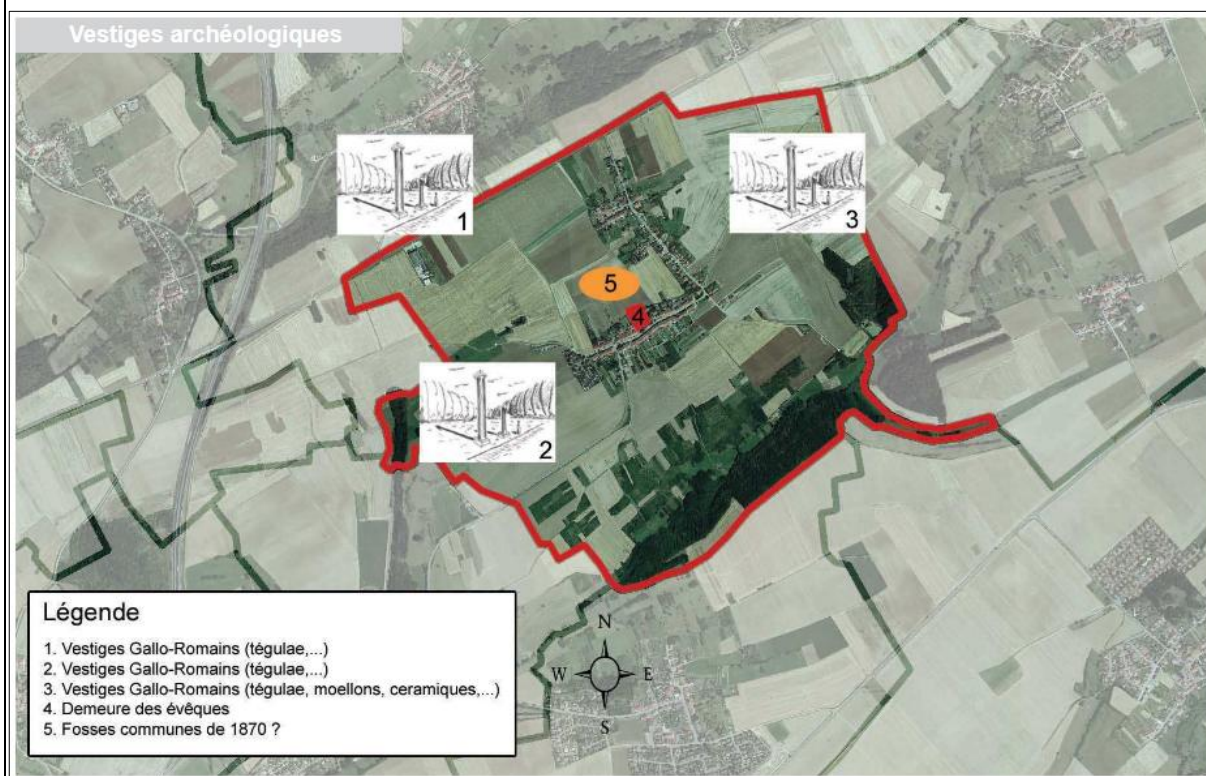 Vestiges archéologiques
1
3
5
4
2
Légende
1. Vestiges Gallo-Romains (tégulae,...)
2. Vestiges Gallo-Romains (tégulae,...)
3. Vestiges Gallo-Romains (tégulae, moellons, ceramiques,...)
4. Demeure des évêques
5. Fosses communes de 1870 ?
N
W E
S